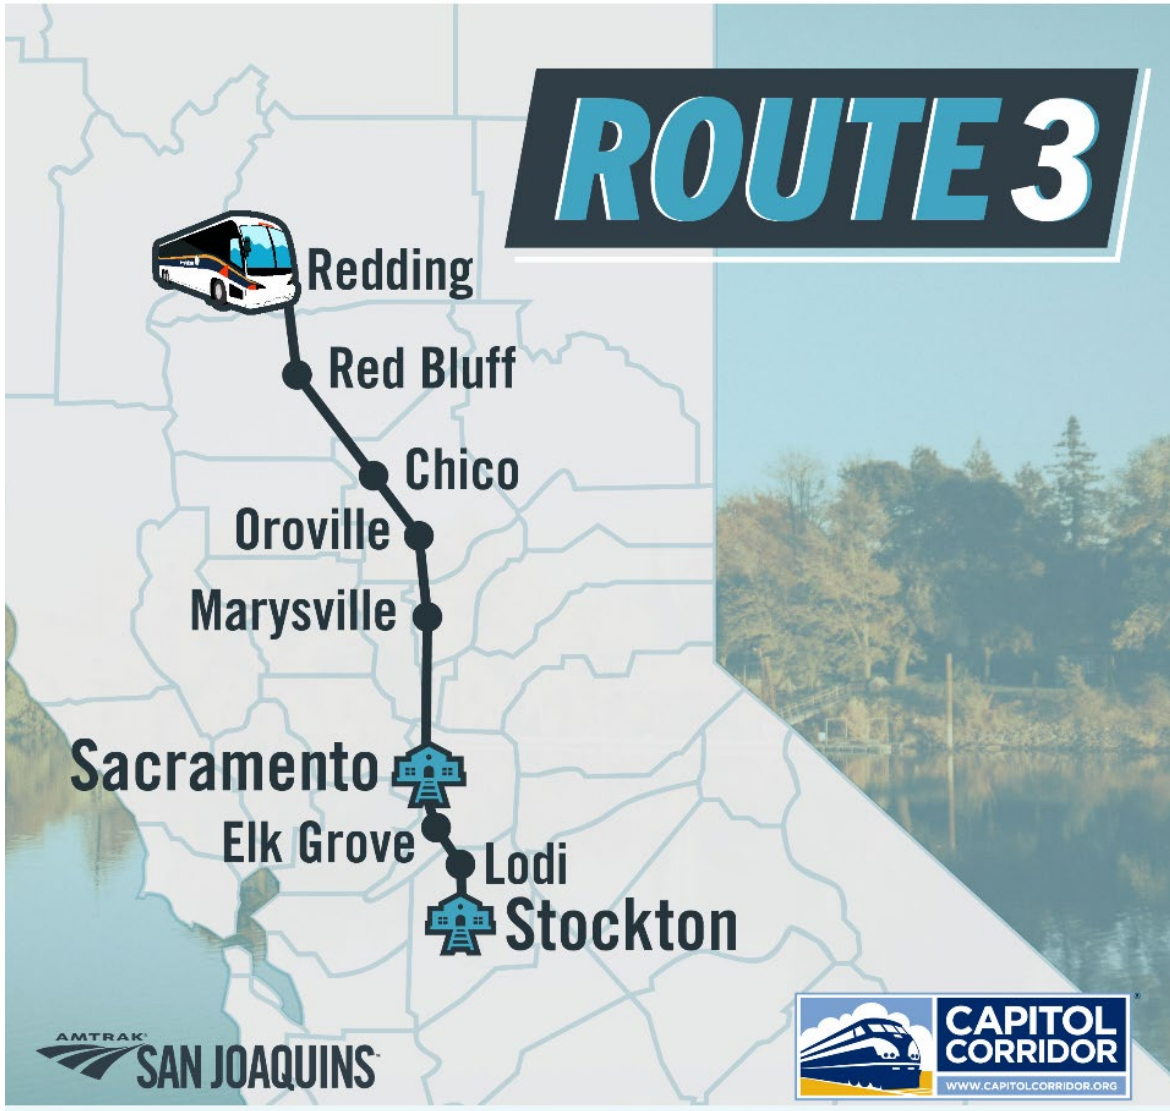 ROUTE 3
Redding
Red Bluff
Chico
Oroville
Marysville
Sacramento
Elk Grove
Lodi
Stockton
AMTRAK
SAN JOAQUINS
CAPITOL
CORRIDOR
WWW.CAPITOLCORRIDOR.ORG